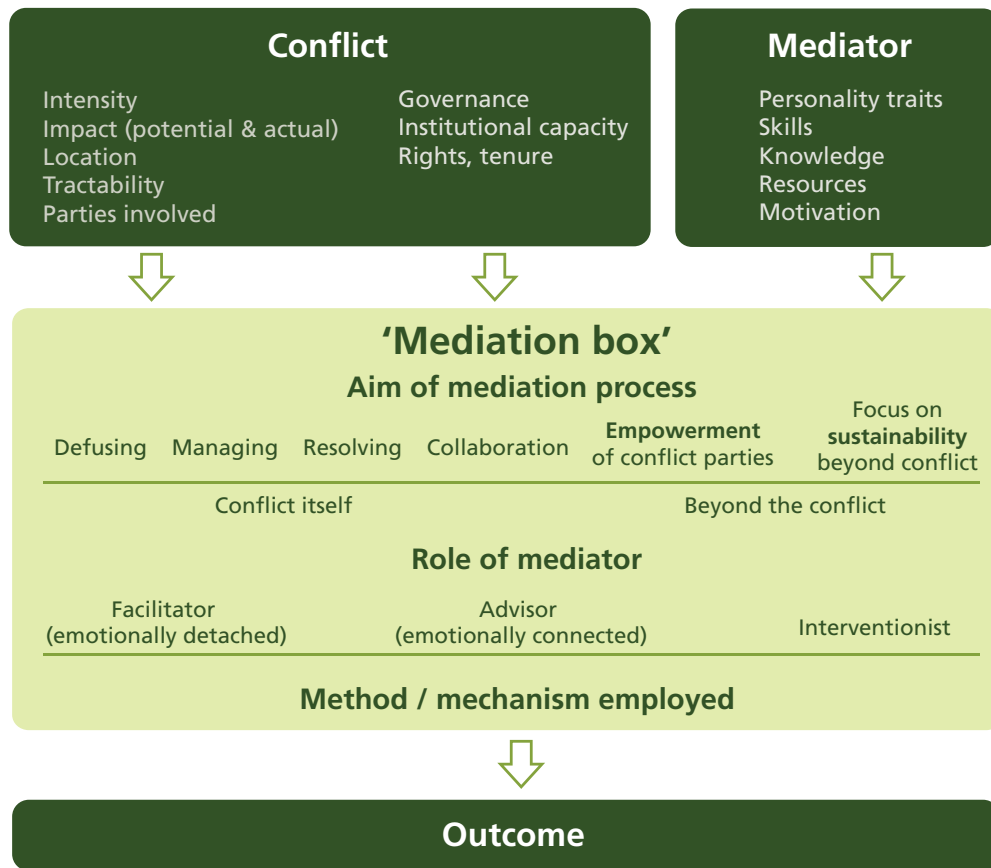 Conflict
Intensity
Impact (potential & actual)
Location
Tractability
Parties involved
Governance
Institutional capacity
Rights, tenure
Mediator
Personality traits
Skills
Knowledge
Resources
Motivation
‘Mediation box’
Aim of mediation process
Defusing
Managing
Resolving
Collaboration
Empowerment
of conflict parties
Focus on
sustainability
beyond conflict
Conflict itself
Beyond the conflict
Role of mediator
Facilitator
(emotionally detached)
Advisor
(emotionally connected)
Interventionist
Method / mechanism employed
Outcome